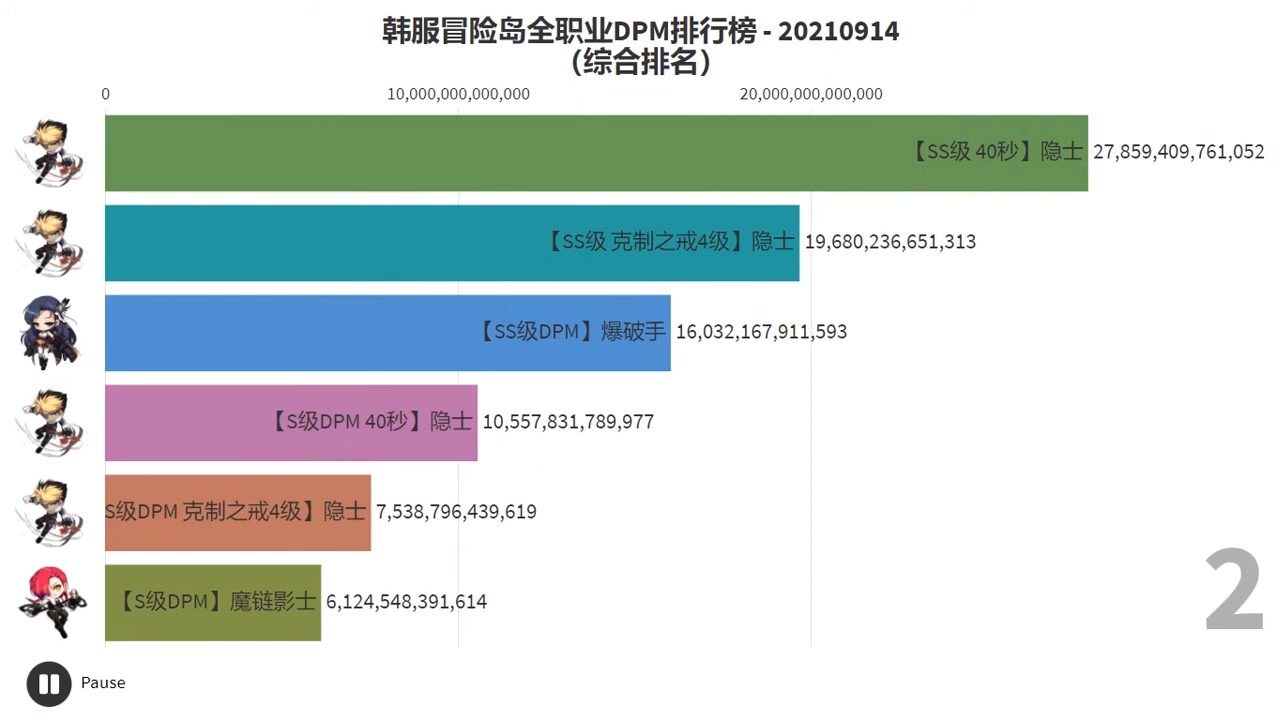 韩服冒险岛全职业DPM排行榜 - 20210914
（综合排名）
0 10,000,000,000,000 20,000,000,000,000
【SS级 40秒】隐士 27,859,409,761,052
【SS级 克制之戒4级】隐士 19,680,236,651,313
【SS级DPM】爆破手 16,032,167,911,593
【S级DPM 40秒】隐士 10,557,831,789,977
S级DPM 克制之戒4级】隐士 7,538,796,439,619
【S级DPM】魔链影士 6,124,548,391,614
2
Pause